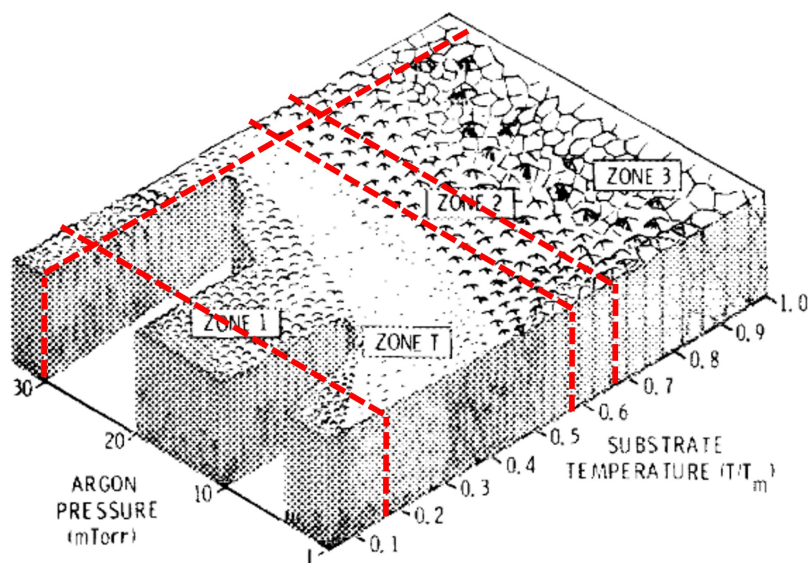 ZONE 3
ZONE 2
ZONE 1
ZONE T
1.0
0.9
0.8
0.7
0.6
0.5
0.4
0.3
0.2
0.1
30
20
10
1
SUBSTRATE
TEMPERATURE (T/Tm)
ARGON
PRESSURE
(mTorr)